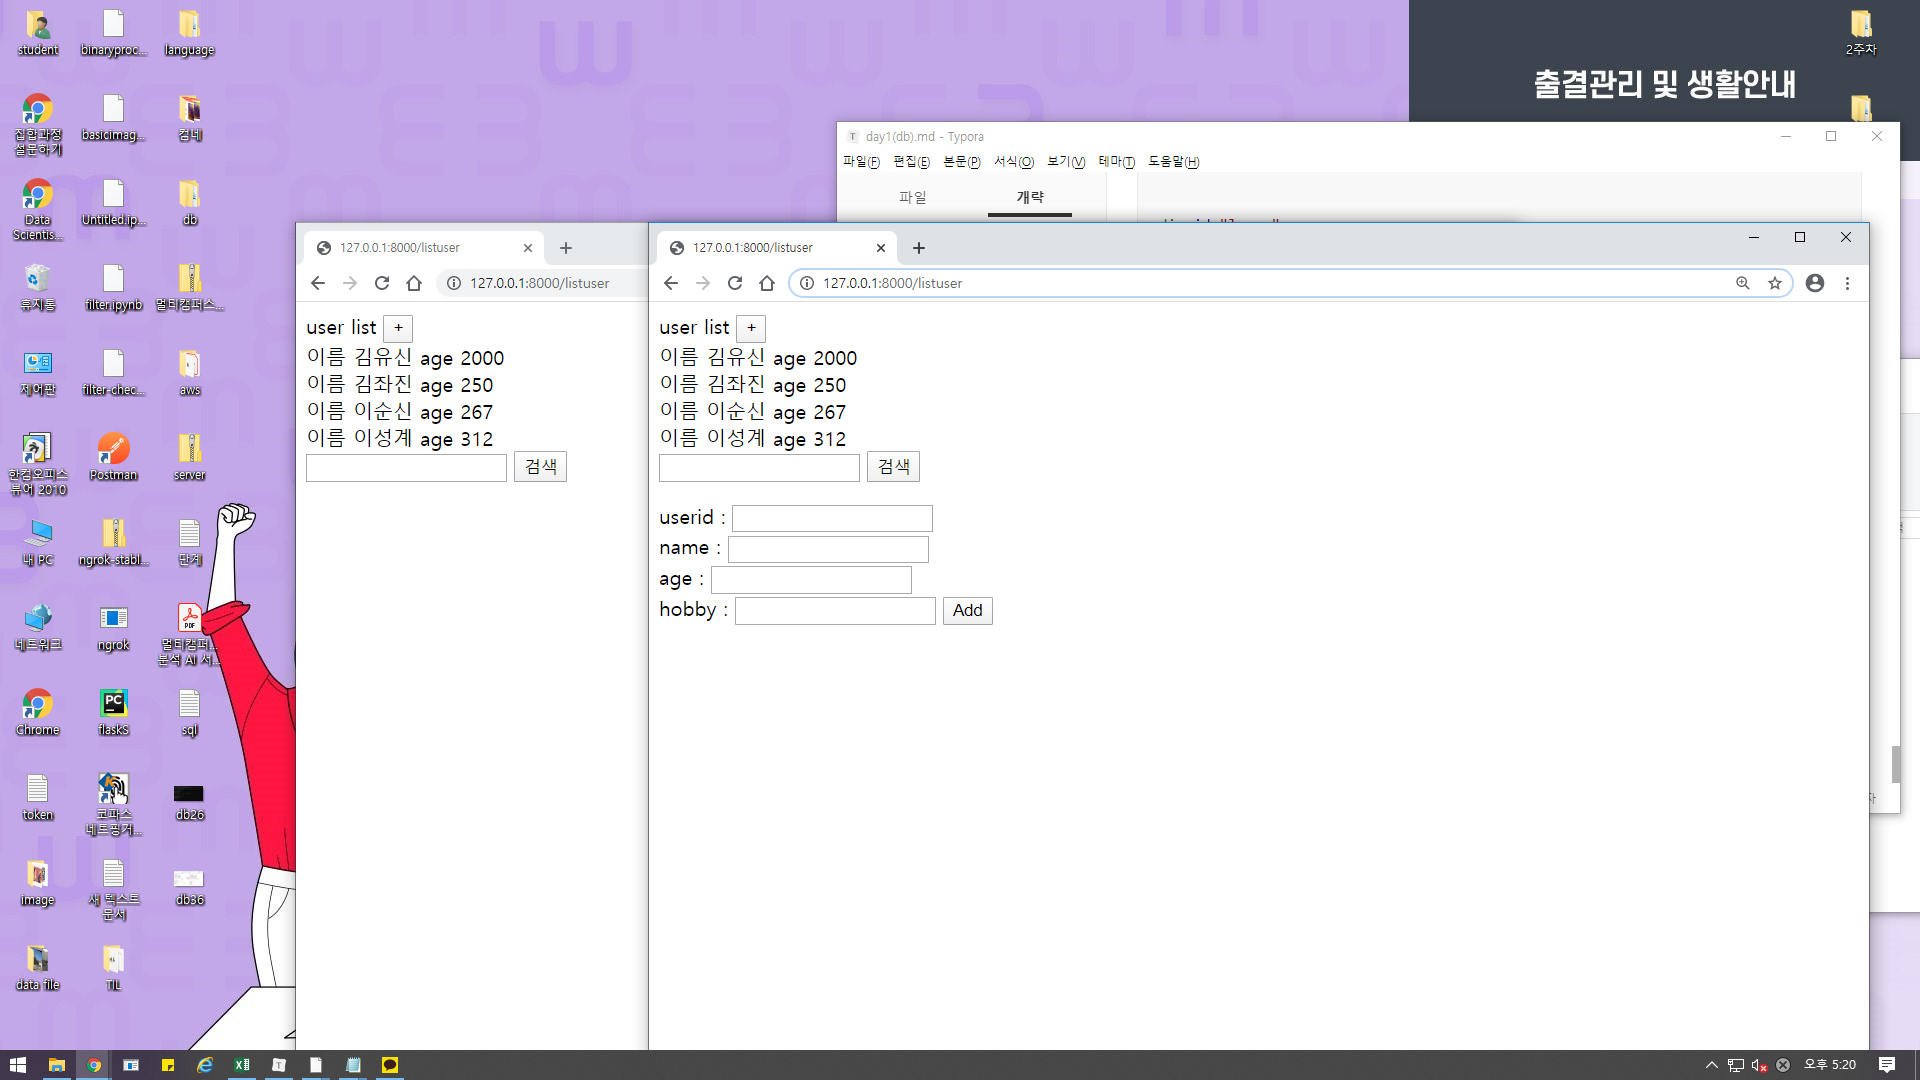 student
binaryproc...
language
집합과정
설문하기
basicimag...
컴네
Data
Scientis...
Untitled.ip...
db
휴지통
filter.ipynb
멀티캠퍼스...
제어판
filter-chec...
aws
한컴오피스
뷰어 2010
Postman
server
내 PC
ngrok-stabl...
단계
네트워크
ngrok
멀티캠퍼...
분석 AI 서...
Chrome
flaskS
sql
token
코파스
네트핑거...
db26
image
새 텍스트
문서
db36
data file
TIL
2주차
출결관리 및 생활안내
day1(db).md - Typora
파일(F) 편집(E) 본문(P) 서식(O) 보기(V) 테마(T) 도움말(H)
파일 개략
127.0.0.1:8000/listuser
127.0.0.1:8000/listuser
user list +
이름 김유신 age 2000
이름 김좌진 age 250
이름 이순신 age 267
이름 이성계 age 312
검색
127.0.0.1:8000/listuser
127.0.0.1:8000/listuser
user list +
이름 김유신 age 2000
이름 김좌진 age 250
이름 이순신 age 267
이름 이성계 age 312
검색
userid :
name :
age :
hobby : Add
오후 5:20